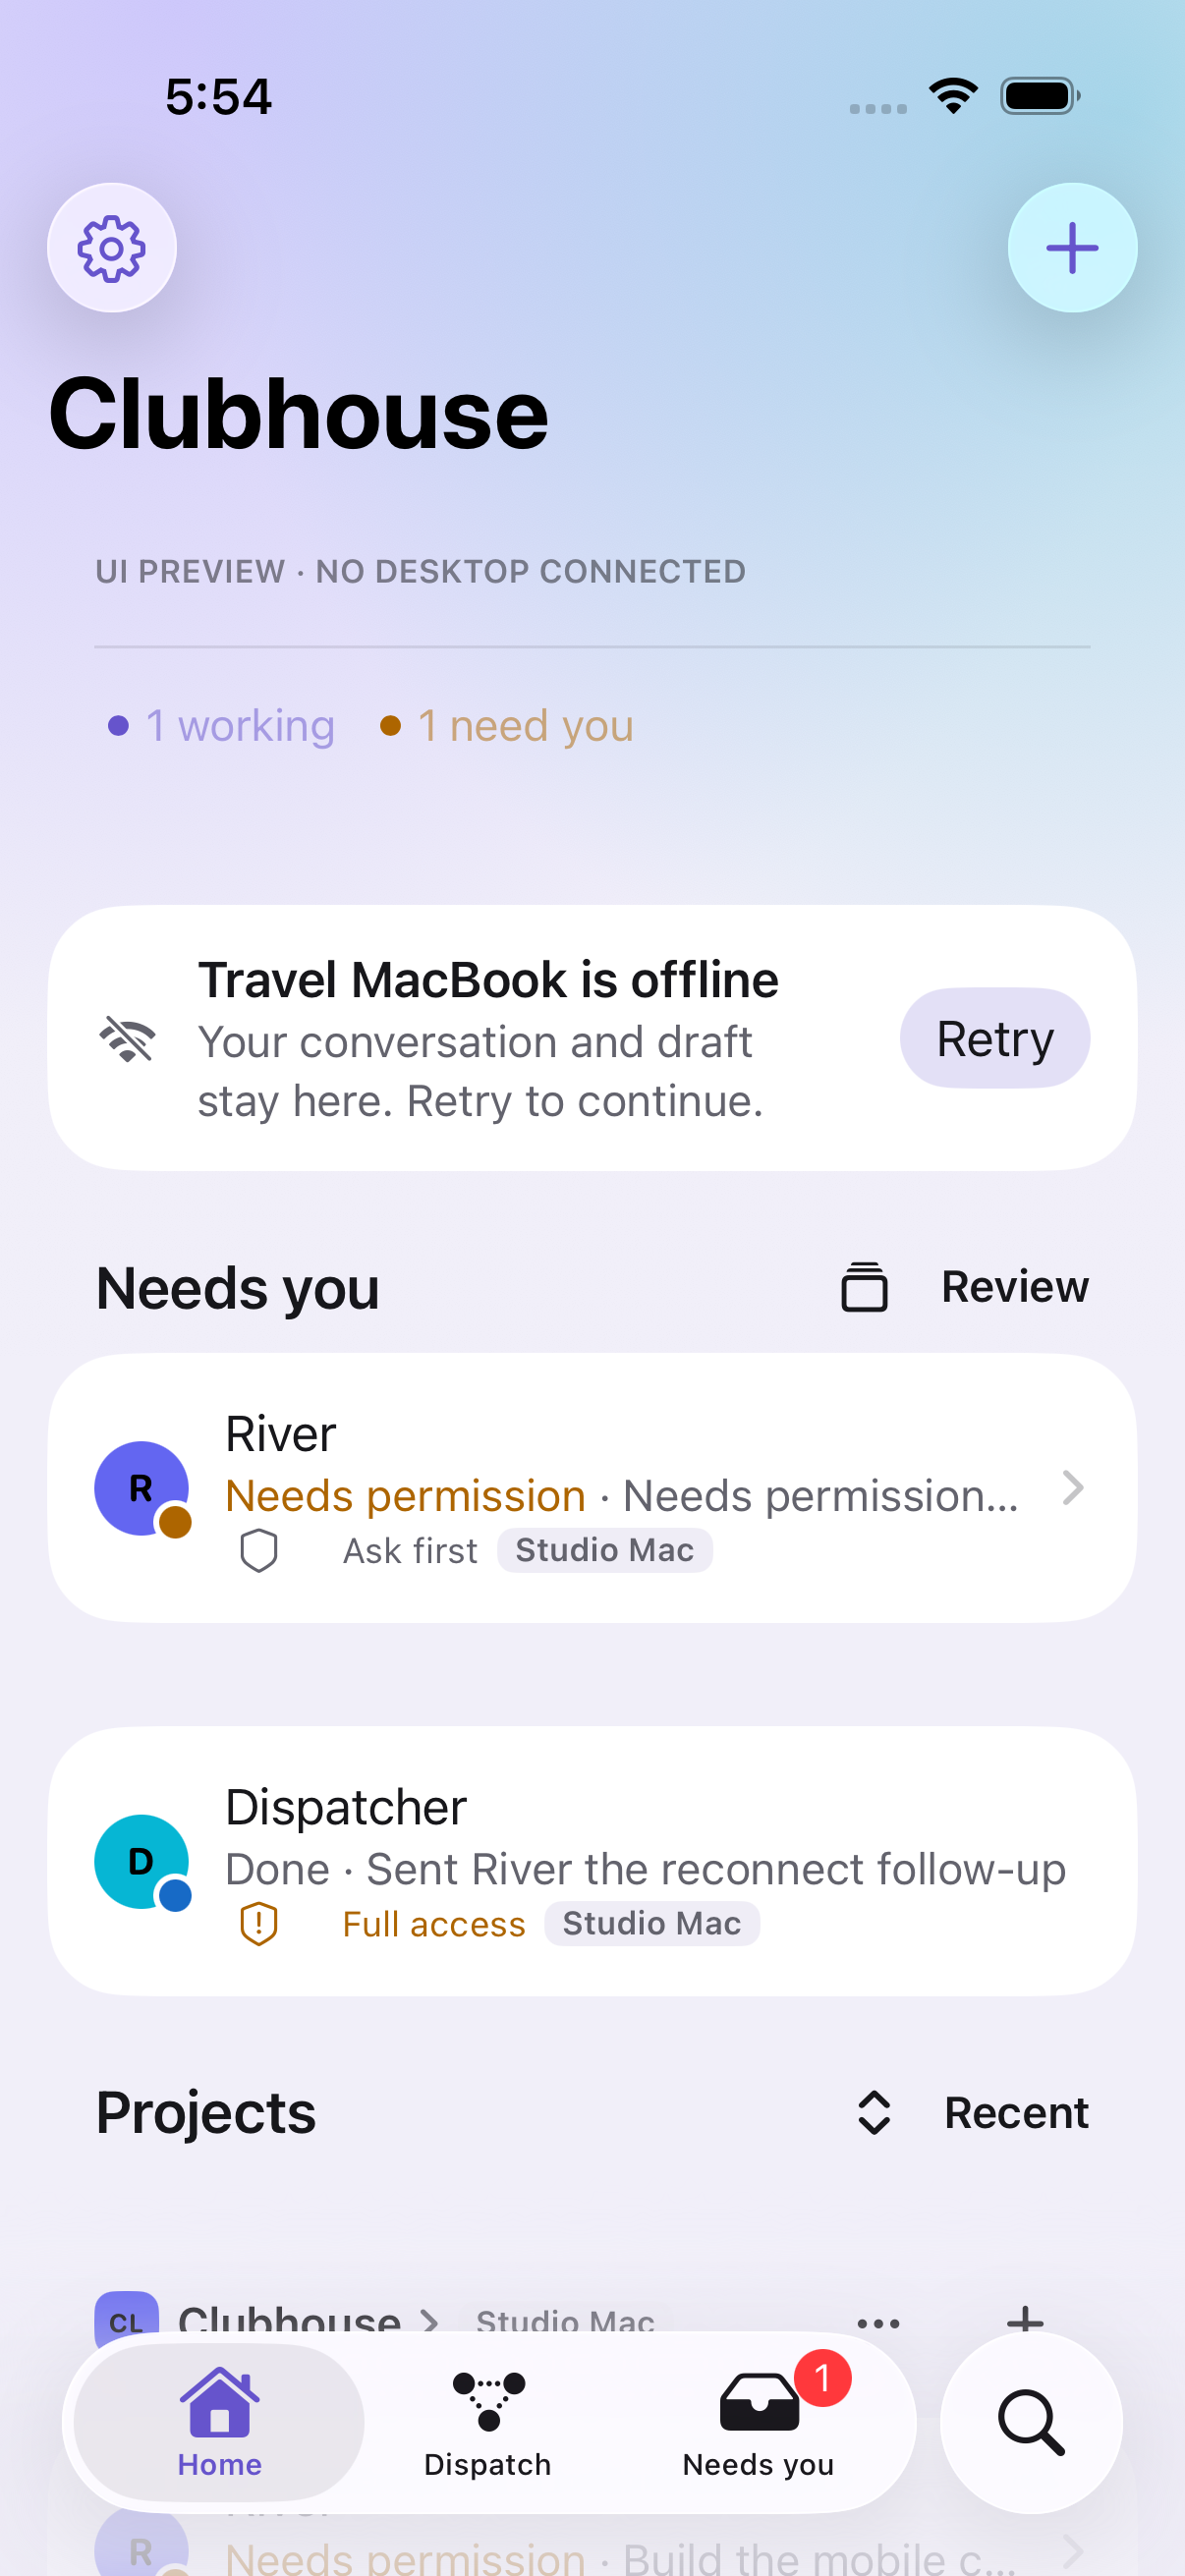 5:54
Clubhouse
UI PREVIEW · NO DESKTOP CONNECTED
1 working 1 need you
Travel MacBook is offline
Your conversation and draft
stay here. Retry to continue.
Retry
Needs you
Review
R
River
Needs permission · Needs permission...
Ask first Studio Mac
D
Dispatcher
Done · Sent River the reconnect follow-up
Full access Studio Mac
Projects
Recent
CL Clubhouse Studio Mac
1
Home Dispatch Needs you
R
River
Needs permission · Build the mobile c...